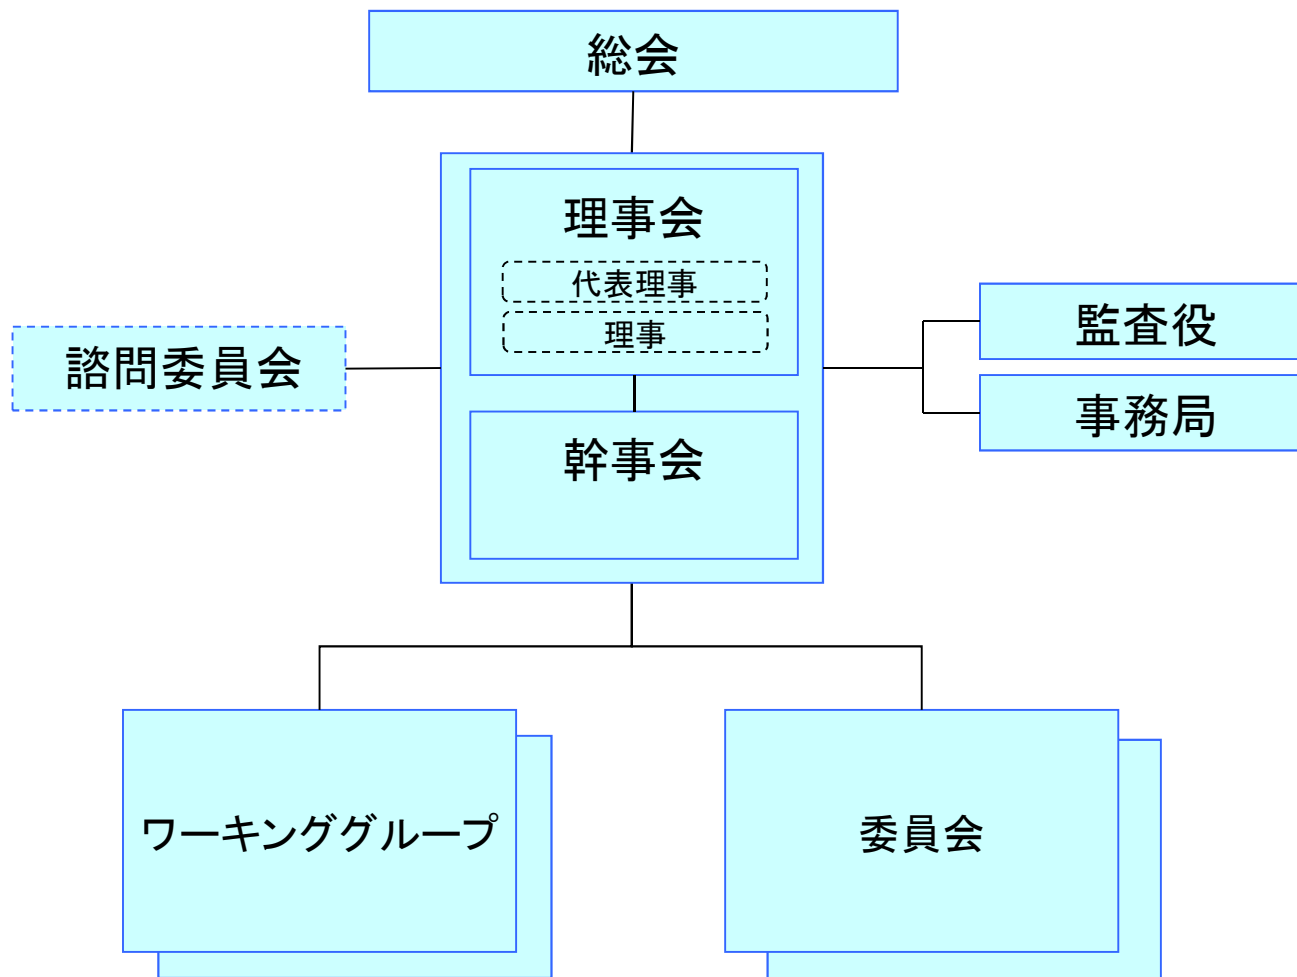 総会
理事会
代表理事
理事
諮問委員会
監査役
事務局
幹事会
ワーキンググループ
委員会